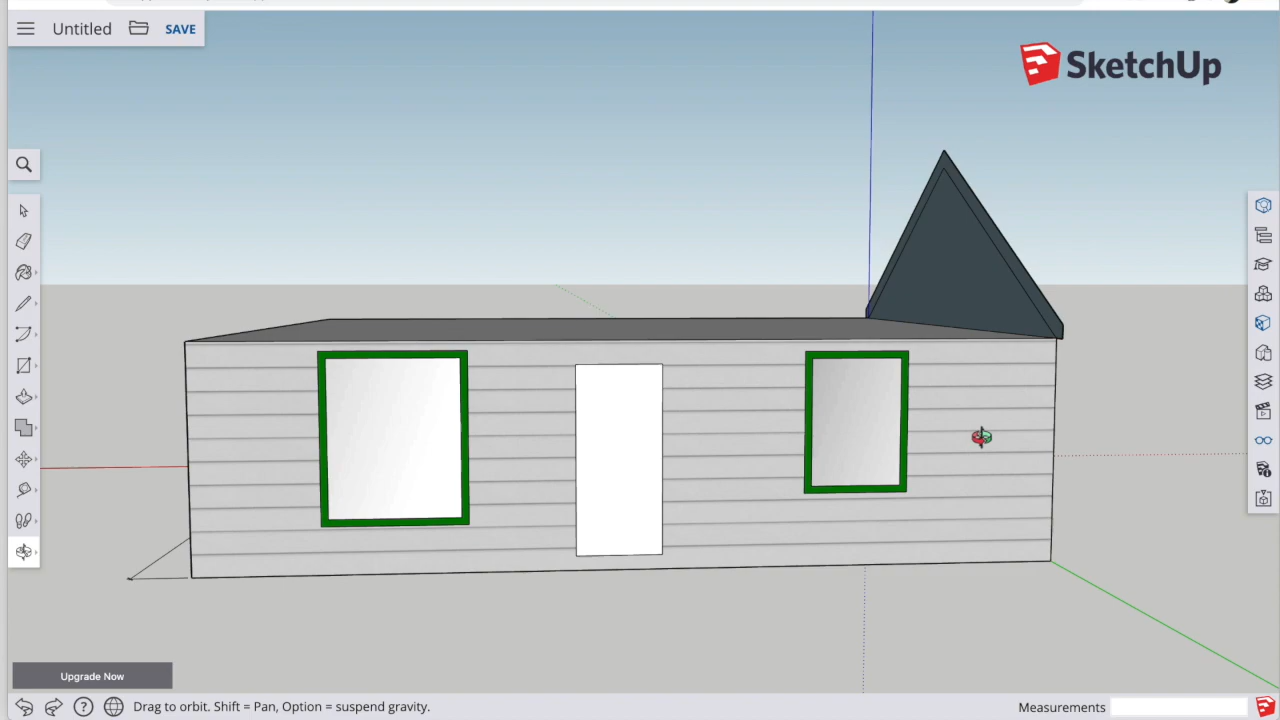 Untitled
SAVE
SketchUp
Upgrade Now
Drag to orbit. Shift = Pan, Option = suspend gravity.
Measurements